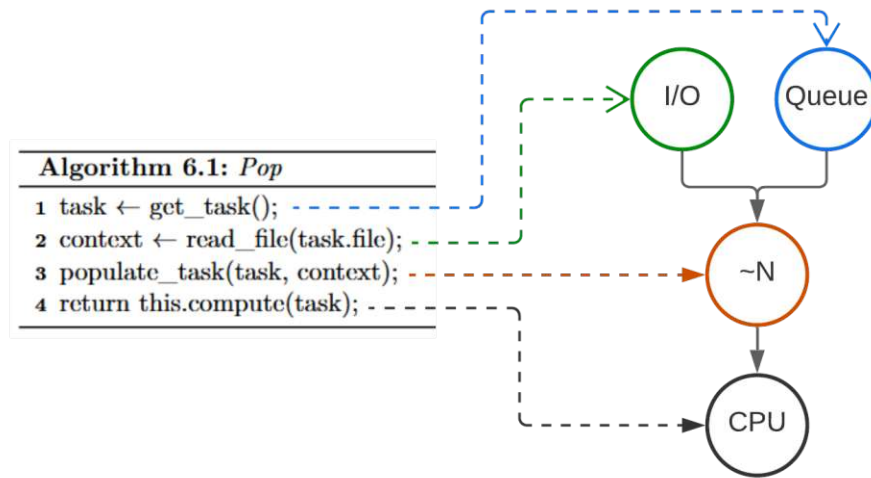 I/O
Queue
Algorithm 6.1: Pop
1 task ← get_task();
2 context ← read_file(task.file);
3 populate_task(task, context);
4 return this.compute(task);
~N
CPU